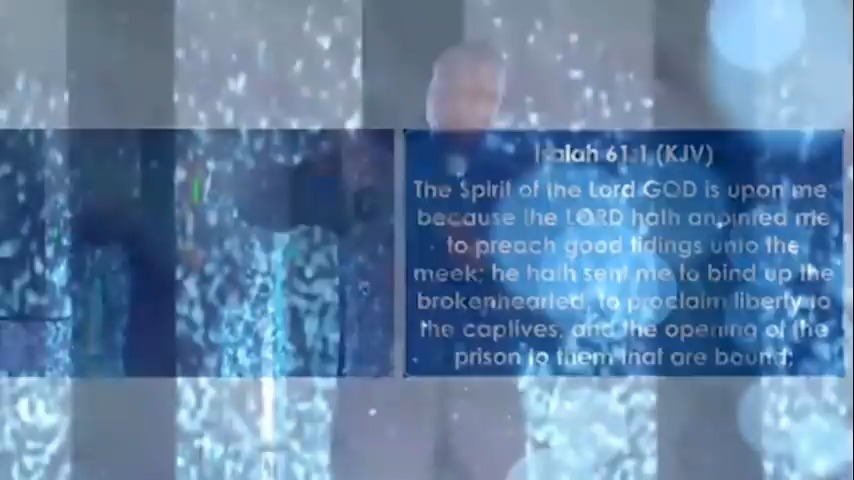 Isaiah 61:1 (KJV)
The Spirit of the Lord GOD is upon me
because the LORD hath anointed me
to preach good tidings unto the
meek; he hath sent me to bind up the
brokenhearted, to proclaim liberty to
the captives, and the opening of the
prison to them that are bound;